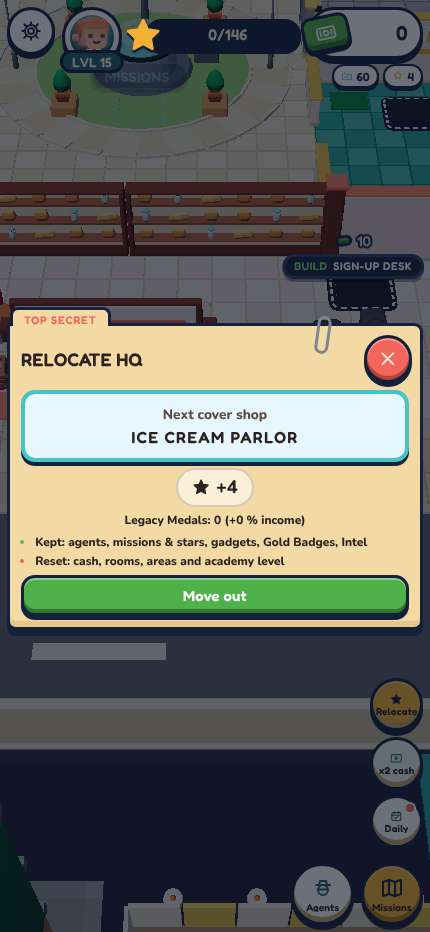 0/146
0
LVL 15
MISSIONS
60
4
10
BUILD SIGN-UP DESK
TOP SECRET
RELOCATE HQ
Next cover shop
ICE CREAM PARLOR
+4
Legacy Medals: 0 (+0 % income)
Kept: agents, missions & stars, gadgets, Gold Badges, Intel
Reset: cash, rooms, areas and academy level
Move out
Relocate
x2 cash
Daily
Agents
Missions